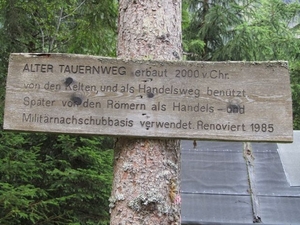 ALTER TAUERNWEG erbaut 2000 v. Chr.
von den Kelten, und als Handelsweg benützt
Später von den Römern als Handels - und
Militärnachschubbasis verwendet. Renoviert 1985